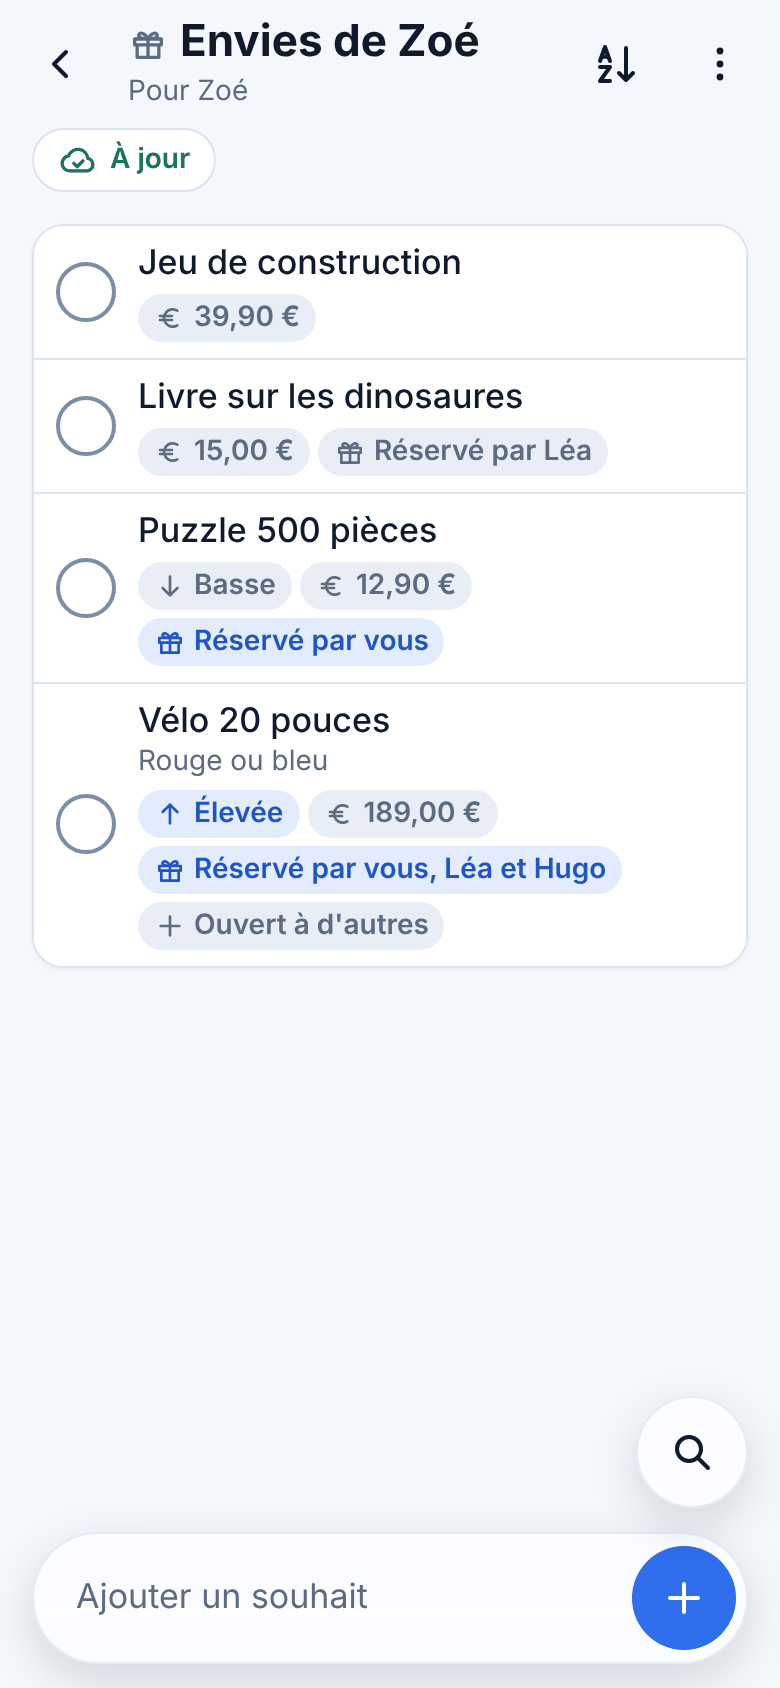 Envies de Zoé
Pour Zoé
À jour
Jeu de construction
€ 39,90 €
Livre sur les dinosaures
€ 15,00 € Réservé par Léa
Puzzle 500 pièces
↓ Basse € 12,90 €
Réservé par vous
Vélo 20 pouces
Rouge ou bleu
↑ Élevée € 189,00 €
Réservé par vous, Léa et Hugo
+ Ouvert à d'autres
Ajouter un souhait